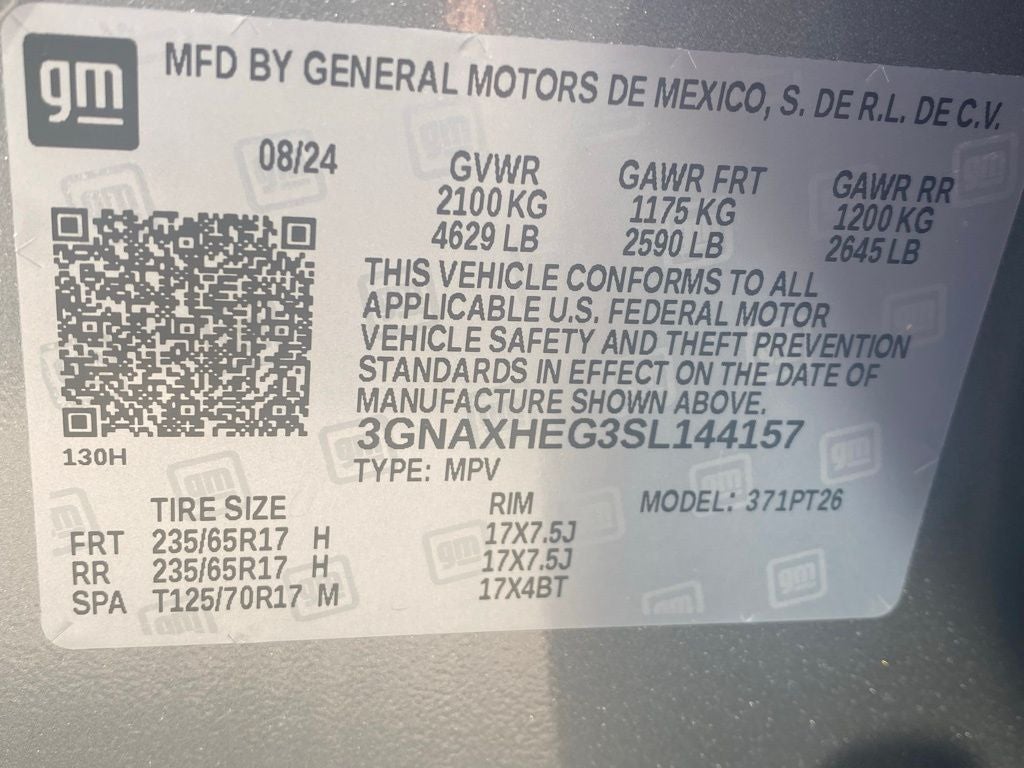 gm
MFD BY GENERAL MOTORS DE MEXICO, S. DE R.L. DE C.V.
08/24
GVWR GAWR FRT GAWR RR
2100 KG 1175 KG 1200 KG
4629 LB 2590 LB 2645 LB
THIS VEHICLE CONFORMS TO ALL
APPLICABLE U.S. FEDERAL MOTOR
VEHICLE SAFETY AND THEFT PREVENTION
STANDARDS IN EFFECT ON THE DATE OF
MANUFACTURE SHOWN ABOVE.
3GNAXHEG3SL144157
130H
TYPE: MPV
TIRE SIZE RIM MODEL: 371PT26
FRT 235/65R17 H 17X7.5J
RR 235/65R17 H 17X7.5J
SPA T125/70R17 M 17X4BT